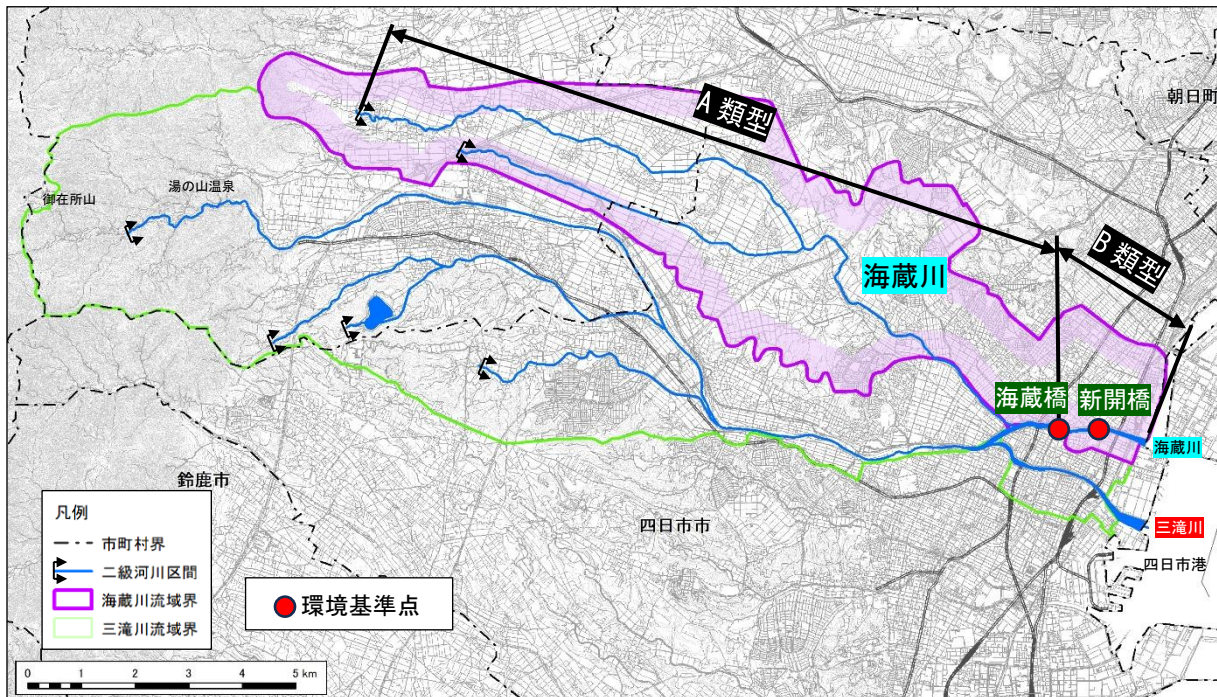 朝日町
A 類型
湯の山温泉
御在所山
B 類型
海蔵川
海蔵橋
新開橋
海蔵川
鈴鹿市
四日市市
三滝川
四日市港
凡例
市町村界
二級河川区間
海蔵川流域界
三滝川流域界
環境基準点
0 1 2 3 4 5 km